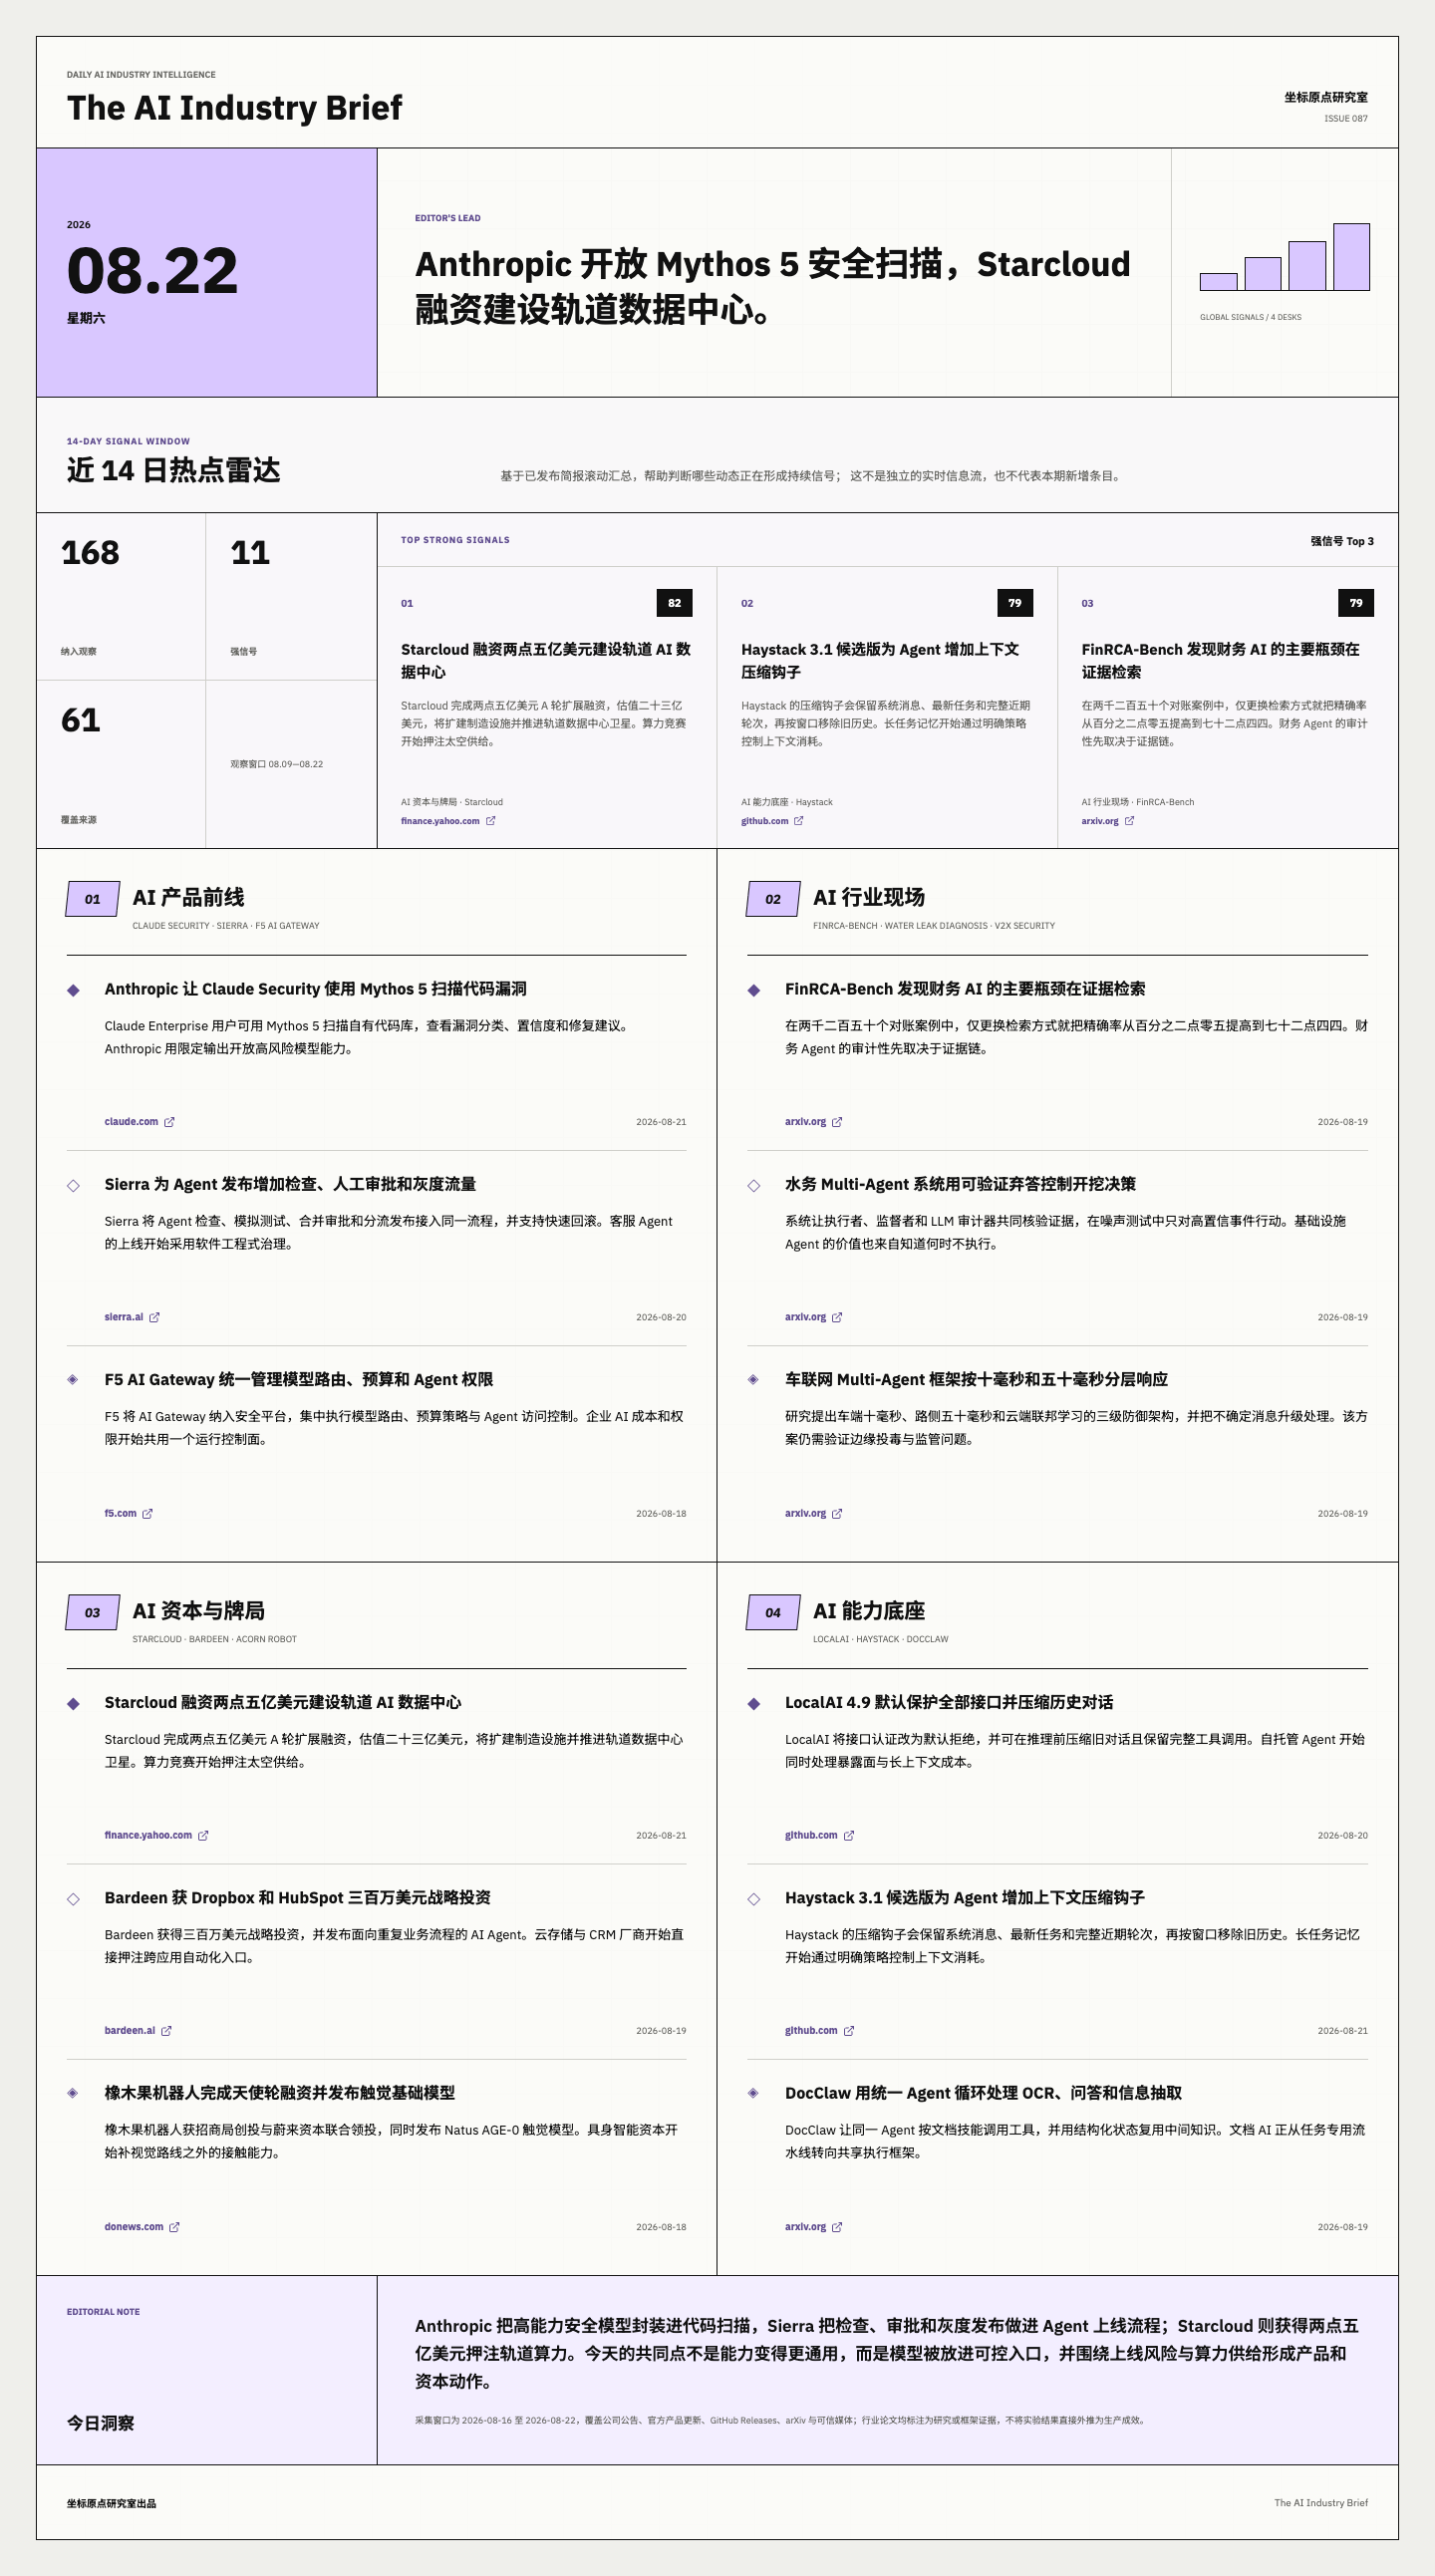 DAILY AI INDUSTRY INTELLIGENCE
The AI Industry Brief
坐标原点研究室
ISSUE 087
2026
08.22
星期六
EDITOR'S LEAD
Anthropic 开放 Mythos 5 安全扫描，Starcloud
融资建设轨道数据中心。
GLOBAL SIGNALS / 4 DESKS
14-DAY SIGNAL WINDOW
近 14 日热点雷达
基于已发布简报滚动汇总，帮助判断哪些动态正在形成持续信号； 这不是独立的实时信息流，也不代表本期新增条目。
168
纳入观察
11
强信号
61
覆盖来源
观察窗口 08.09—08.22
TOP STRONG SIGNALS
强信号 Top 3
01
82
Starcloud 融资两点五亿美元建设轨道 AI 数
据中心
Starcloud 完成两点五亿美元 A 轮扩展融资，估值二十三亿
美元，将扩建制造设施并推进轨道数据中心卫星。算力竞赛
开始押注太空供给。
AI 资本与牌局 · Starcloud
finance.yahoo.com
02
79
Haystack 3.1 候选版为 Agent 增加上下文
压缩钩子
Haystack 的压缩钩子会保留系统消息、最新任务和完整近期
轮次，再按窗口移除旧历史。长任务记忆开始通过明确策略
控制上下文消耗。
AI 能力底座 · Haystack
github.com
03
79
FinRCA-Bench 发现财务 AI 的主要瓶颈在
证据检索
在两千二百五十个对账案例中，仅更换检索方式就把精确率
从百分之二点零五提高到七十二点四四。财务 Agent 的审计
性先取决于证据链。
AI 行业现场 · FinRCA-Bench
arxiv.org
01
AI 产品前线
CLAUDE SECURITY · SIERRA · F5 AI GATEWAY
Anthropic 让 Claude Security 使用 Mythos 5 扫描代码漏洞
Claude Enterprise 用户可用 Mythos 5 扫描自有代码库，查看漏洞分类、置信度和修复建议。
Anthropic 用限定输出开放高风险模型能力。
claude.com
2026-08-21
Sierra 为 Agent 发布增加检查、人工审批和灰度流量
Sierra 将 Agent 检查、模拟测试、合并审批和分流发布接入同一流程，并支持快速回滚。客服 Agent
的上线开始采用软件工程式治理。
sierra.ai
2026-08-20
F5 AI Gateway 统一管理模型路由、预算和 Agent 权限
F5 将 AI Gateway 纳入安全平台，集中执行模型路由、预算策略与 Agent 访问控制。企业 AI 成本和权
限开始共用一个运行控制面。
f5.com
2026-08-18
02
AI 行业现场
FINRCA-BENCH · WATER LEAK DIAGNOSIS · V2X SECURITY
FinRCA-Bench 发现财务 AI 的主要瓶颈在证据检索
在两千二百五十个对账案例中，仅更换检索方式就把精确率从百分之二点零五提高到七十二点四四。财
务 Agent 的审计性先取决于证据链。
arxiv.org
2026-08-19
水务 Multi-Agent 系统用可验证弃答控制开挖决策
系统让执行者、监督者和 LLM 审计器共同核验证据，在噪声测试中只对高置信事件行动。基础设施
Agent 的价值也来自知道何时不执行。
arxiv.org
2026-08-19
车联网 Multi-Agent 框架按十毫秒和五十毫秒分层响应
研究提出车端十毫秒、路侧五十毫秒和云端联邦学习的三级防御架构，并把不确定消息升级处理。该方
案仍需验证边缘投毒与监管问题。
arxiv.org
2026-08-19
03
AI 资本与牌局
STARCLOUD · BARDEEN · ACORN ROBOT
Starcloud 融资两点五亿美元建设轨道 AI 数据中心
Starcloud 完成两点五亿美元 A 轮扩展融资，估值二十三亿美元，将扩建制造设施并推进轨道数据中心
卫星。算力竞赛开始押注太空供给。
finance.yahoo.com
2026-08-21
Bardeen 获 Dropbox 和 HubSpot 三百万美元战略投资
Bardeen 获得三百万美元战略投资，并发布面向重复业务流程的 AI Agent。云存储与 CRM 厂商开始直
接押注跨应用自动化入口。
bardeen.ai
2026-08-19
橡木果机器人完成天使轮融资并发布触觉基础模型
橡木果机器人获招商局创投与蔚来资本联合领投，同时发布 Natus AGE-0 触觉模型。具身智能资本开
始补视觉路线之外的接触能力。
donews.com
2026-08-18
04
AI 能力底座
LOCALAI · HAYSTACK · DOCCLAW
LocalAI 4.9 默认保护全部接口并压缩历史对话
LocalAI 将接口认证改为默认拒绝，并可在推理前压缩旧对话且保留完整工具调用。自托管 Agent 开始
同时处理暴露面与长上下文成本。
github.com
2026-08-20
Haystack 3.1 候选版为 Agent 增加上下文压缩钩子
Haystack 的压缩钩子会保留系统消息、最新任务和完整近期轮次，再按窗口移除旧历史。长任务记忆
开始通过明确策略控制上下文消耗。
github.com
2026-08-21
DocClaw 用统一 Agent 循环处理 OCR、问答和信息抽取
DocClaw 让同一 Agent 按文档技能调用工具，并用结构化状态复用中间知识。文档 AI 正从任务专用流
水线转向共享执行框架。
arxiv.org
2026-08-19
EDITORIAL NOTE
今日洞察
Anthropic 把高能力安全模型封装进代码扫描，Sierra 把检查、审批和灰度发布做进 Agent 上线流程；Starcloud 则获得两点五
亿美元押注轨道算力。今天的共同点不是能力变得更通用，而是模型被放进可控入口，并围绕上线风险与算力供给形成产品和
资本动作。
采集窗口为 2026-08-16 至 2026-08-22，覆盖公司公告、官方产品更新、GitHub Releases、arXiv 与可信媒体；行业论文均标注为研究或框架证据，不将实验结果直接外推为生产成效。
坐标原点研究室出品
The AI Industry Brief